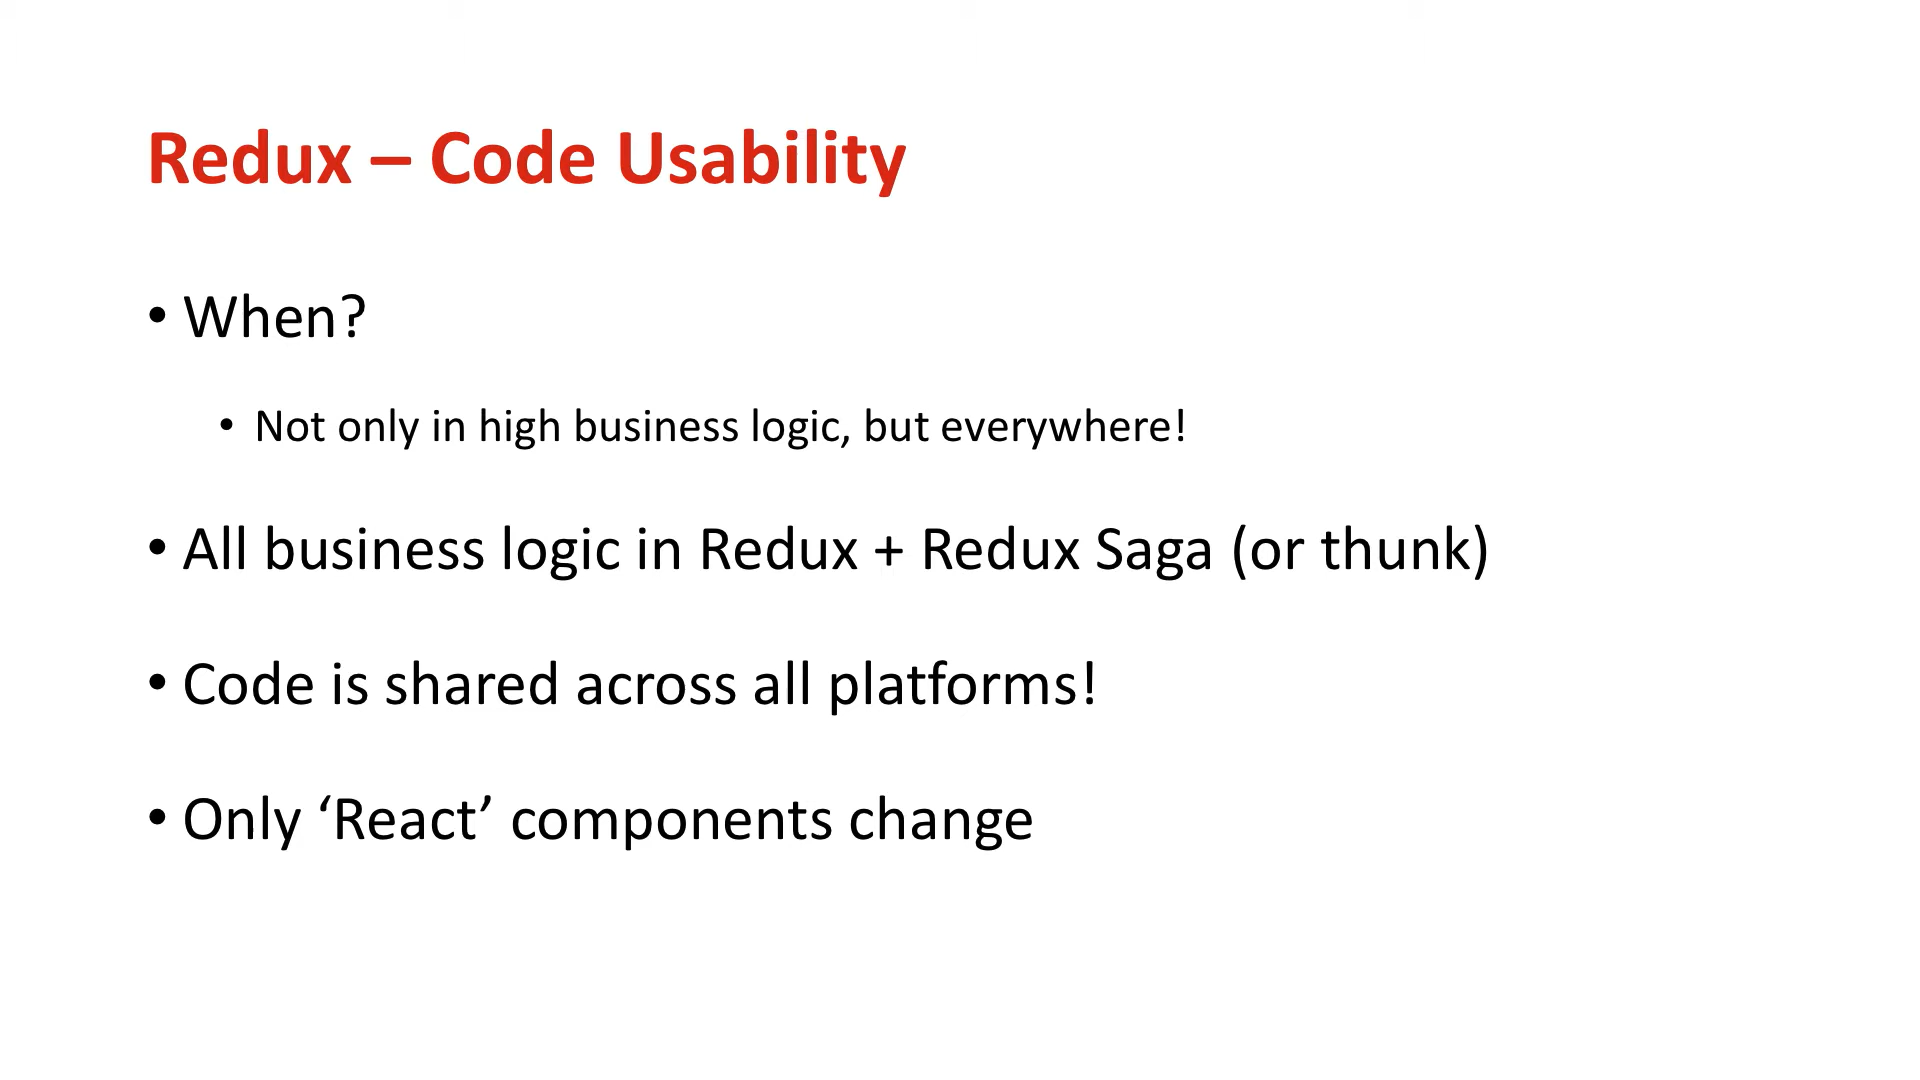 Redux – Code Usability
• When?
• Not only in high business logic, but everywhere!
• All business logic in Redux + Redux Saga (or thunk)
• Code is shared across all platforms!
• Only ‘React’ components change